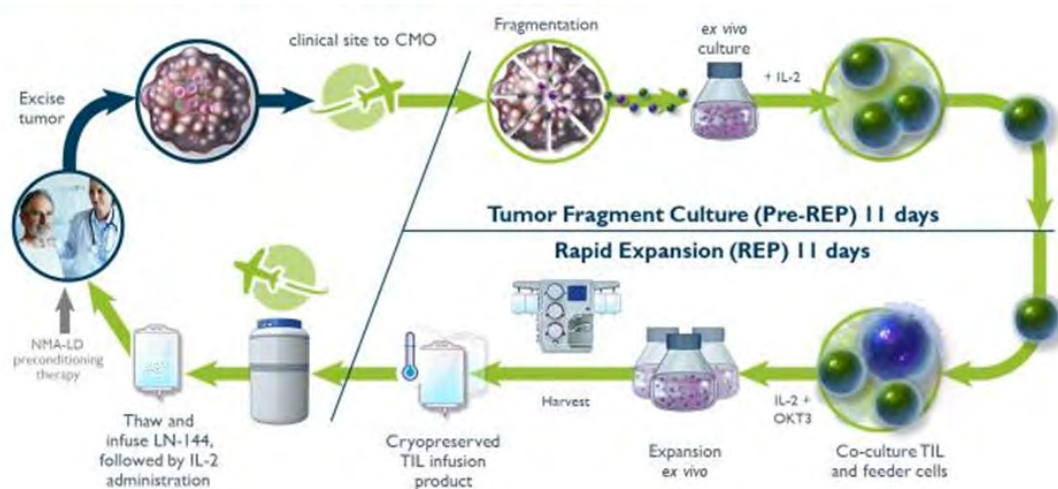 Excise
tumor
clinical site to CMO
Fragmentation
ex vivo
culture
+ IL-2
Tumor Fragment Culture (Pre-REP) 11 days
Rapid Expansion (REP) 11 days
NMA-LD
preconditioning
therapy
Thaw and
infuse LN-144,
followed by IL-2
administration
Cryopreserved
TIL infusion
product
Harvest
Expansion
ex vivo
IL-2 +
OKT3
Co-culture TIL
and feeder cells